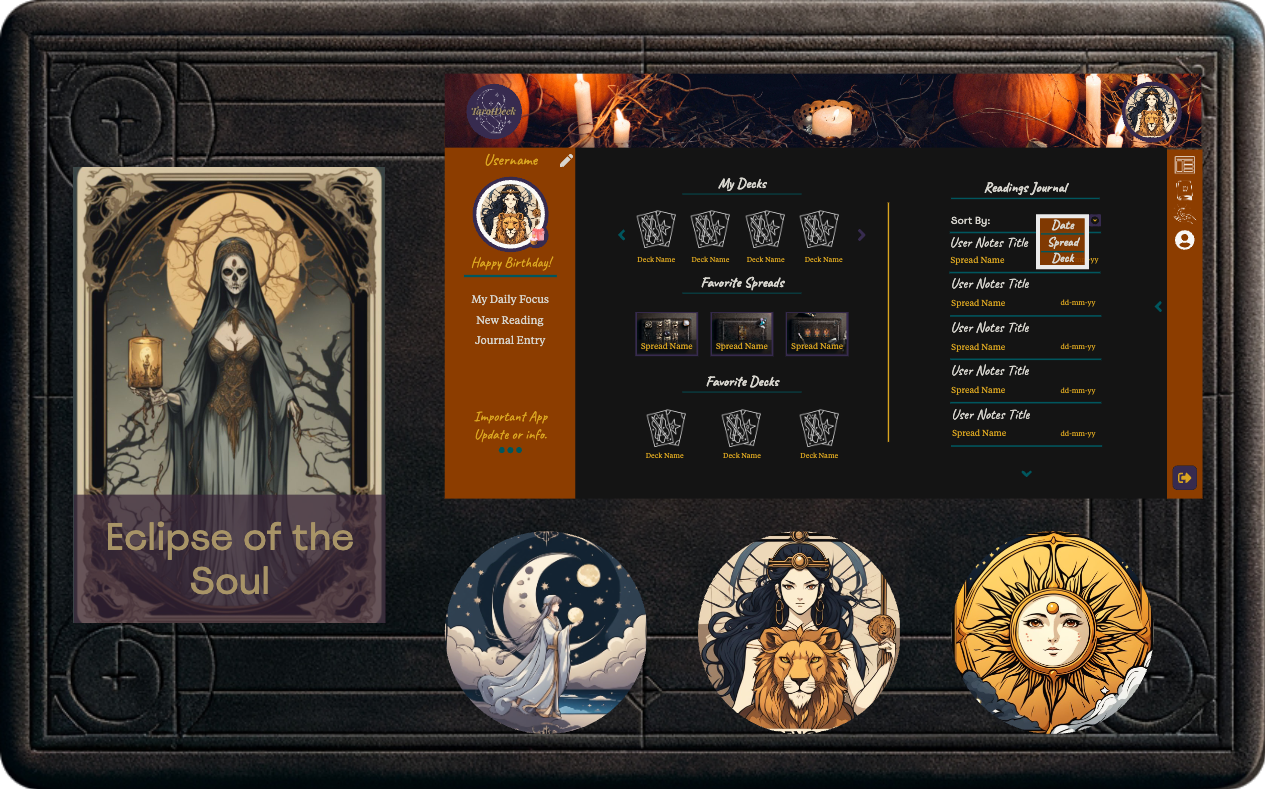 TarotDeck
Username
Happy Birthday!
My Daily Focus
New Reading
Journal Entry
Important App
Update or info.
My Decks
Deck Name
Deck Name
Deck Name
Deck Name
Favorite Spreads
Spread Name
Spread Name
Spread Name
Favorite Decks
Deck Name
Deck Name
Deck Name
Readings Journal
Sort By:
Date
Spread
Deck
User Notes Title
Spread Name
yy
User Notes Title
Spread Name dd-mm-yy
User Notes Title
Spread Name dd-mm-yy
User Notes Title
Spread Name dd-mm-yy
User Notes Title
Spread Name dd-mm-yy
Eclipse of the
Soul